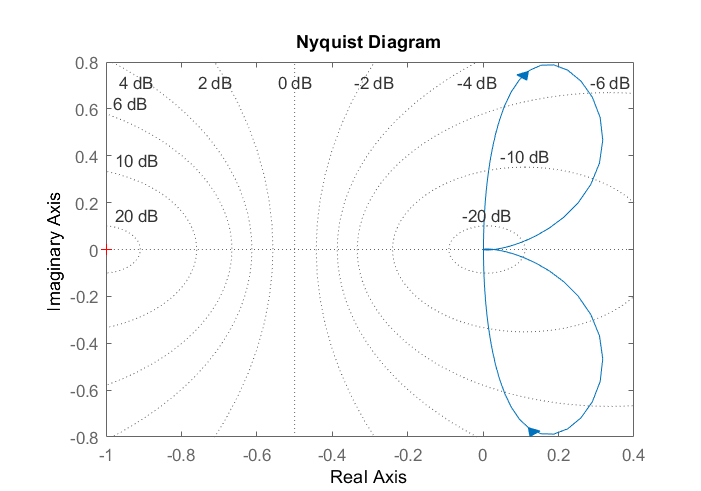 Nyquist Diagram
0.8
4 dB 2 dB 0 dB -2 dB -4 dB -6 dB
6 dB
0.6
10 dB -10 dB
0.4
0.2
20 dB -20 dB
0
-0.2
-0.4
-0.6
-0.8
Imaginary Axis
-1 -0.8 -0.6 -0.4 -0.2 0 0.2 0.4
Real Axis